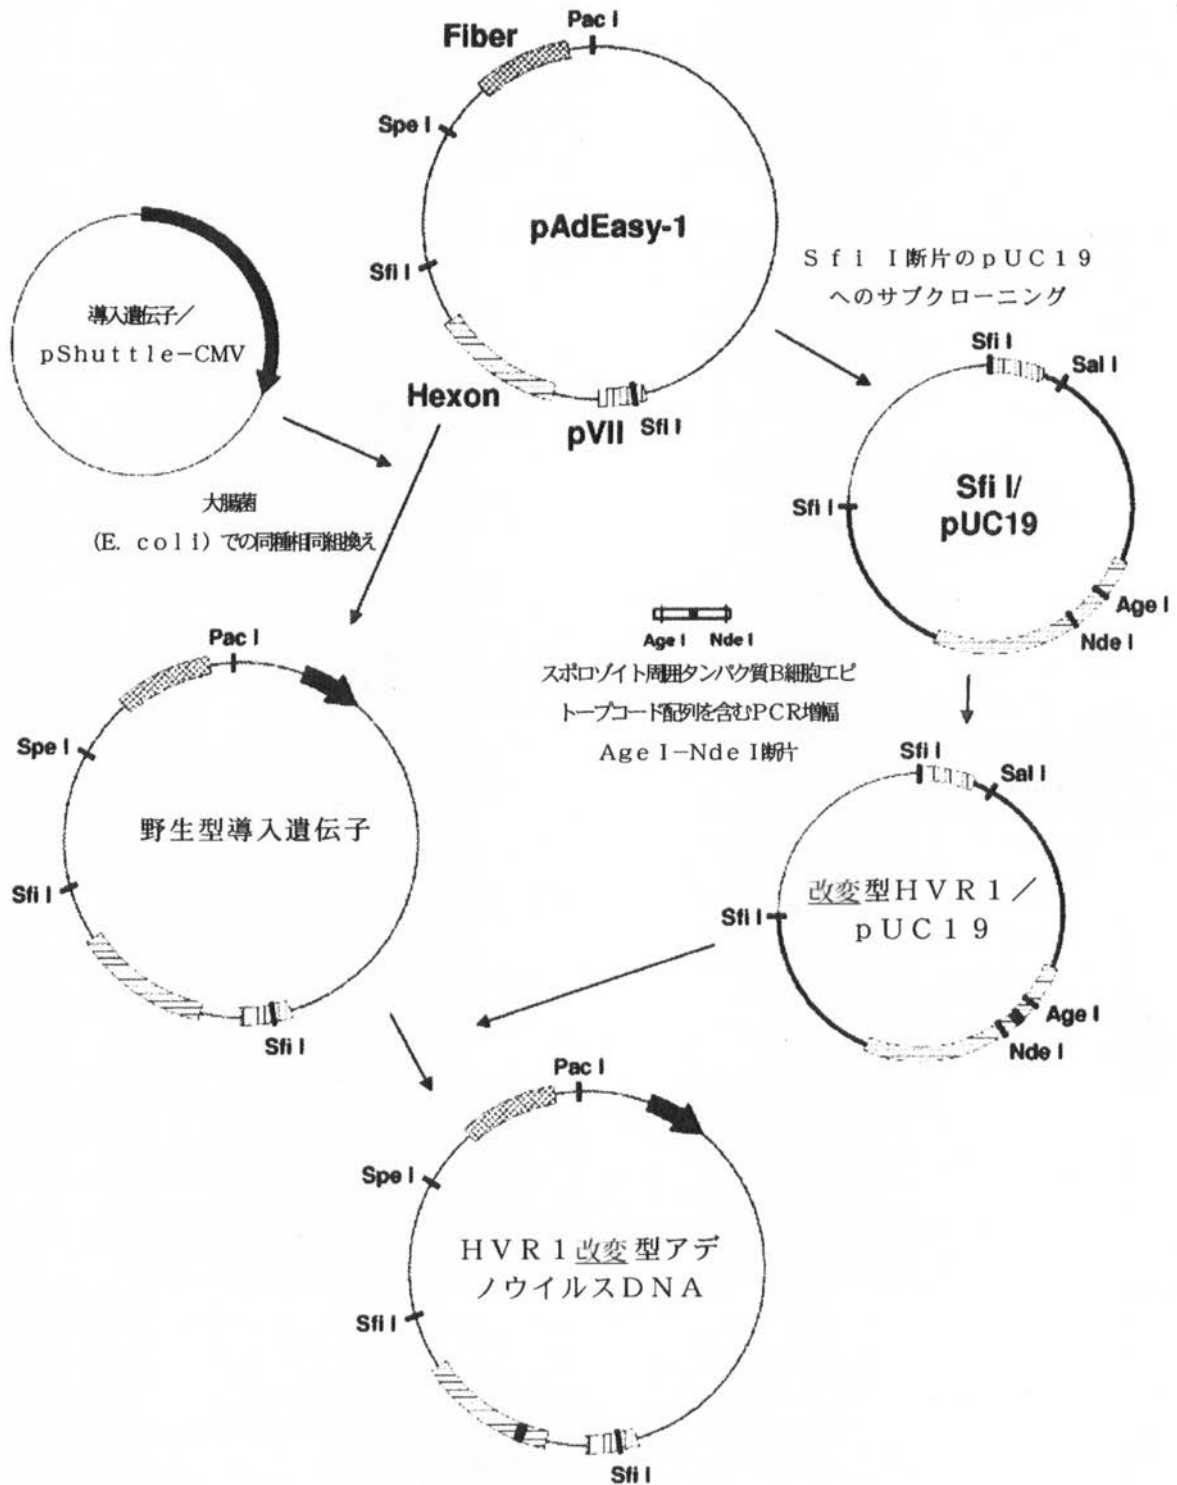 Pac I
Fiber
Spe I
pAdEasy-1
Sfi I
Hexon
pVII
Sfi I
導入遺伝子/
pShuttle-CMV
Sfi I断片のpUC19
へのサブクローニング
大腸菌
(E. coli) での同種相同組換え
Sfi I
Sal I
Sfi I
Sfi I/
pUC19
Age I
Nde I
Age I
Nde I
スポロゾイト周囲タンパク質B細胞エピ
トープコード配列を含むPCR増幅
Age I-Nde I断片
Pac I
Spe I
野生型導入遺伝子
Sfi I
Sfi I
Sfi I
Sal I
Sfi I
改変型HVR1/
pUC19
Age I
Nde I
Pac I
Spe I
HVR1改変型アデ
ノウイルスDNA
Sfi I
Sfi I